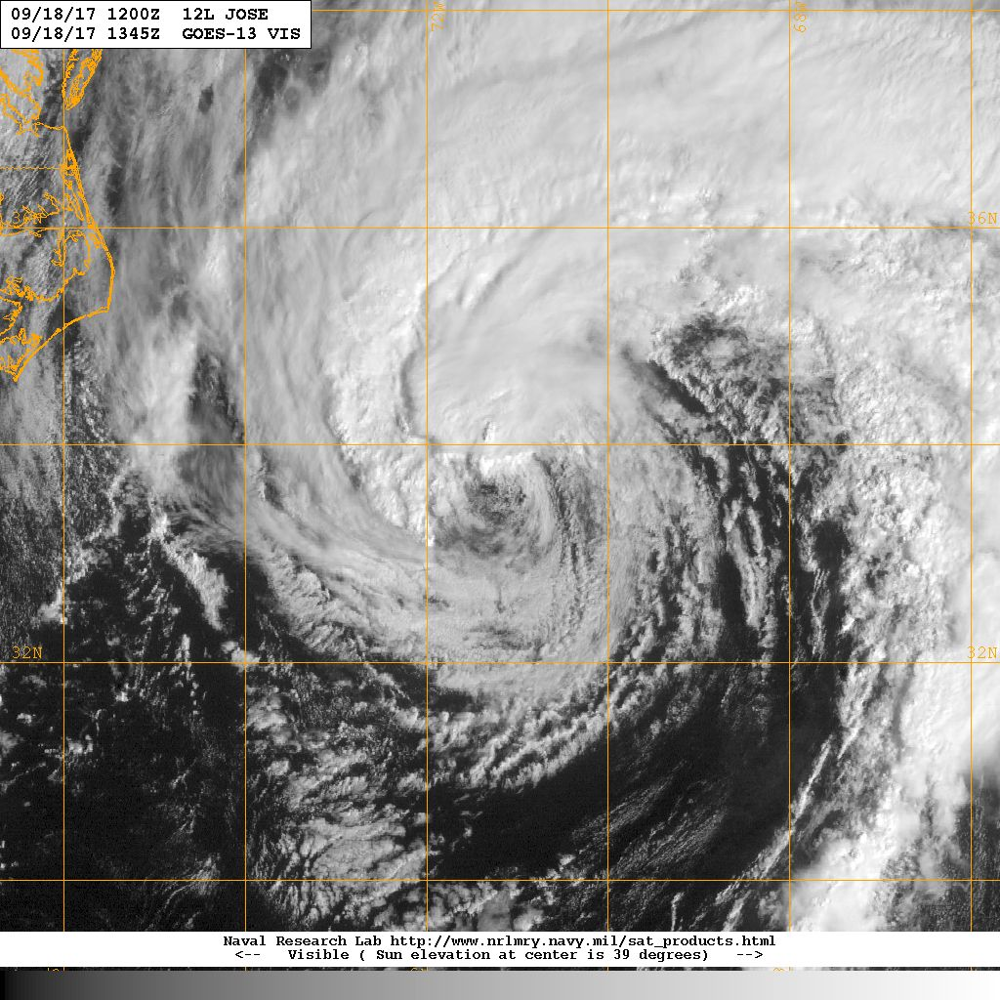 09/18/17 1200Z 12L JOSE
09/18/17 1345Z GOES-13 VIS
72W
68W
36N
36N
32N
32N
Naval Research Lab http://www.nrlmry.navy.mil/sat_products.html
<-- Visible ( Sun elevation at center is 39 degrees) -->